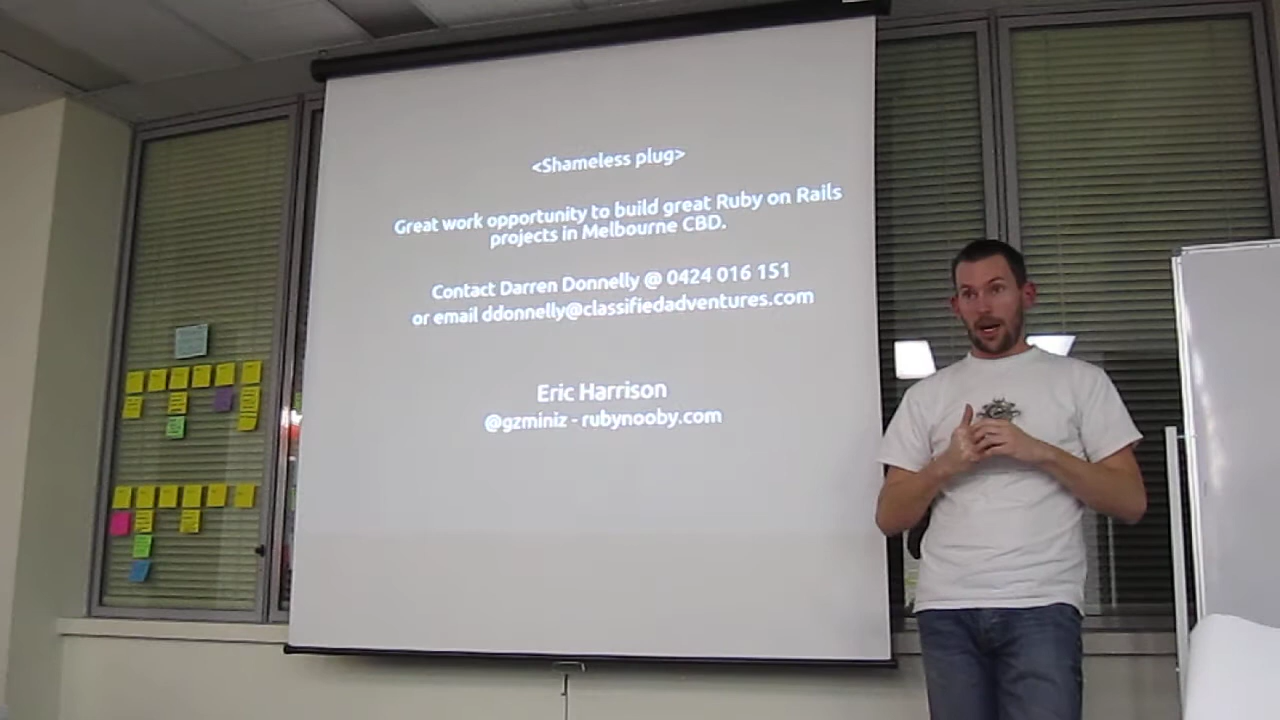 <Shameless plug>
Great work opportunity to build great Ruby on Rails
projects in Melbourne CBD.
Contact Darren Donnelly @ 0424 016 151
or email ddonnelly@classifiedadventures.com
Eric Harrison
@gzminiz - rubynooby.com